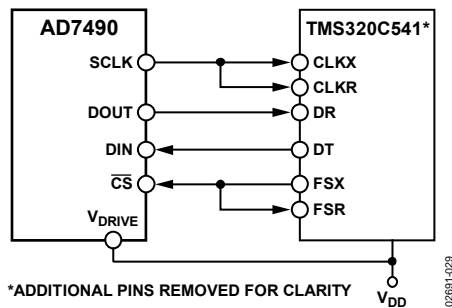 AD7490
TMS320C541*
SCLK
CLKX
CLKR
DOUT
DR
DIN
DT
CS
FSX
FSR
VDRIVE
VDD
*ADDITIONAL PINS REMOVED FOR CLARITY
02691-029